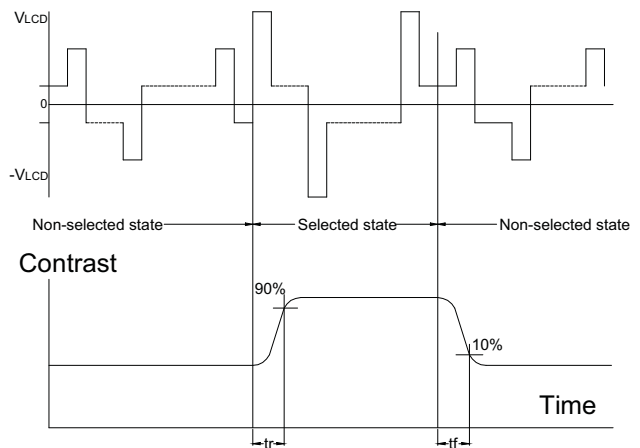 VLCD
0
-VLCD
Non-selected state Selected state Non-selected state
Contrast
90%
10%
Time
tr tf